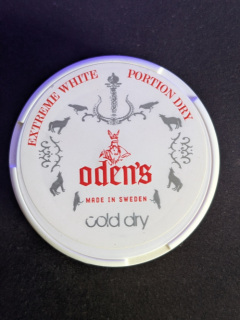 EXTREME WHITE PORTION DRY
oden's
MADE IN SWEDEN
cold dry